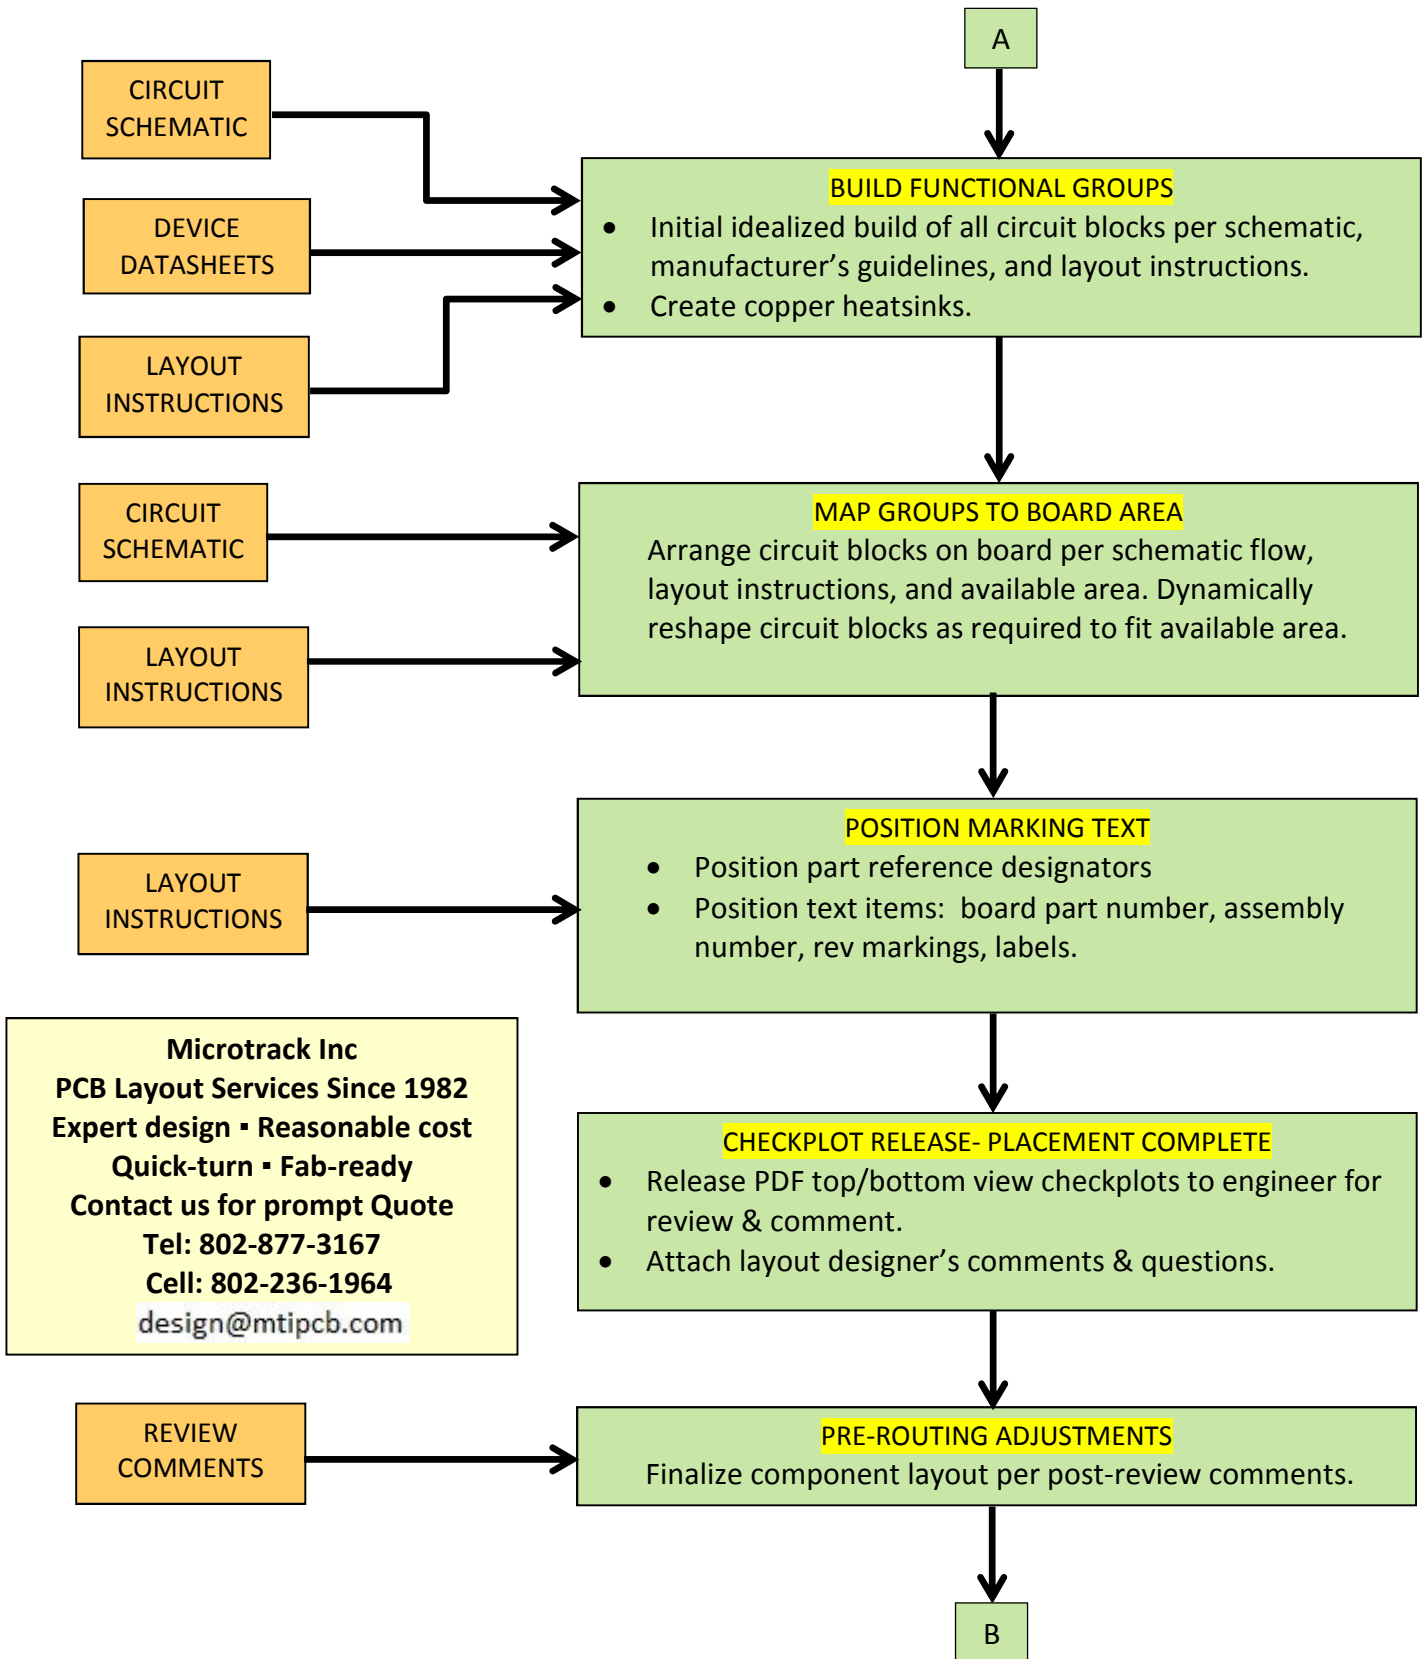 A
CIRCUIT
SCHEMATIC
DEVICE
DATASHEETS
LAYOUT
INSTRUCTIONS
BUILD FUNCTIONAL GROUPS
• Initial idealized build of all circuit blocks per schematic,
manufacturer’s guidelines, and layout instructions.
• Create copper heatsinks.
CIRCUIT
SCHEMATIC
LAYOUT
INSTRUCTIONS
MAP GROUPS TO BOARD AREA
Arrange circuit blocks on board per schematic flow,
layout instructions, and available area. Dynamically
reshape circuit blocks as required to fit available area.
LAYOUT
INSTRUCTIONS
POSITION MARKING TEXT
• Position part reference designators
• Position text items:  board part number, assembly
number, rev markings, labels.
Microtrack Inc
PCB Layout Services Since 1982
Expert design ▪ Reasonable cost
Quick-turn ▪ Fab-ready
Contact us for prompt Quote
Tel: 802-877-3167
Cell: 802-236-1964
design@mtipcb.com
CHECKPLOT RELEASE- PLACEMENT COMPLETE
• Release PDF top/bottom view checkplots to engineer for
review & comment.
• Attach layout designer’s comments & questions.
REVIEW
COMMENTS
PRE-ROUTING ADJUSTMENTS
Finalize component layout per post-review comments.
B